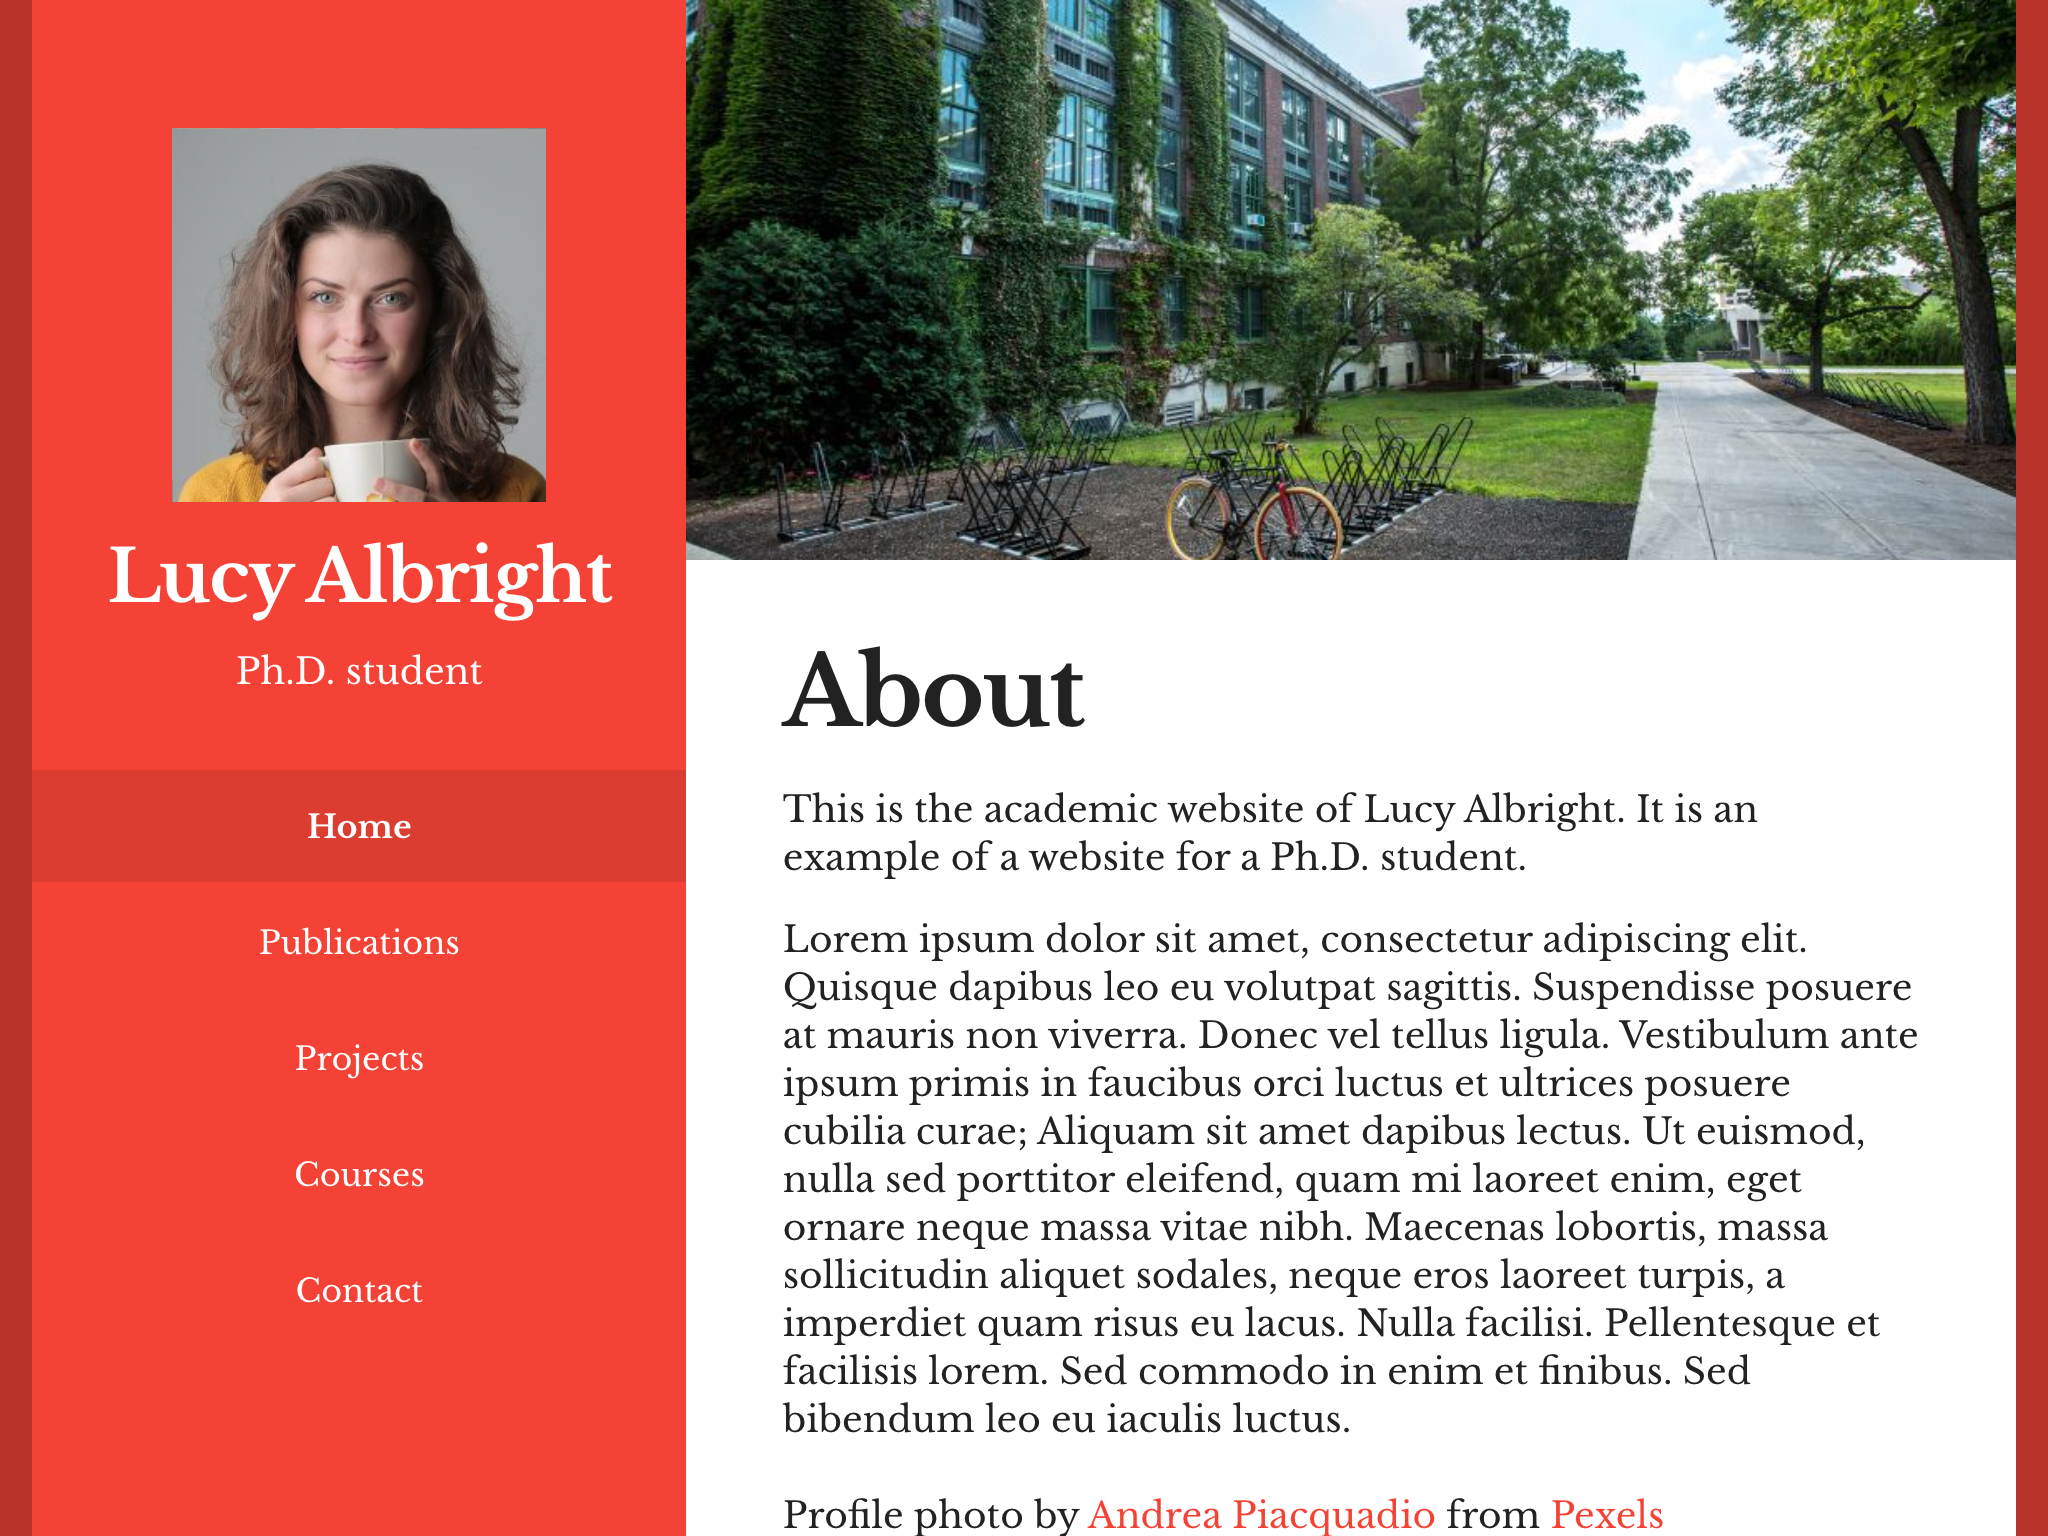 Lucy Albright
Ph.D. student
Home
Publications
Projects
Courses
Contact
About
This is the academic website of Lucy Albright. It is an
example of a website for a Ph.D. student.
Lorem ipsum dolor sit amet, consectetur adipiscing elit.
Quisque dapibus leo eu volutpat sagittis. Suspendisse posuere
at mauris non viverra. Donec vel tellus ligula. Vestibulum ante
ipsum primis in faucibus orci luctus et ultrices posuere
cubilia curae; Aliquam sit amet dapibus lectus. Ut euismod,
nulla sed porttitor eleifend, quam mi laoreet enim, eget
ornare neque massa vitae nibh. Maecenas lobortis, massa
sollicitudin aliquet sodales, neque eros laoreet turpis, a
imperdiet quam risus eu lacus. Nulla facilisi. Pellentesque et
facilisis lorem. Sed commodo in enim et finibus. Sed
bibendum leo eu iaculis luctus.
Profile photo by Andrea Piacquadio from Pexels